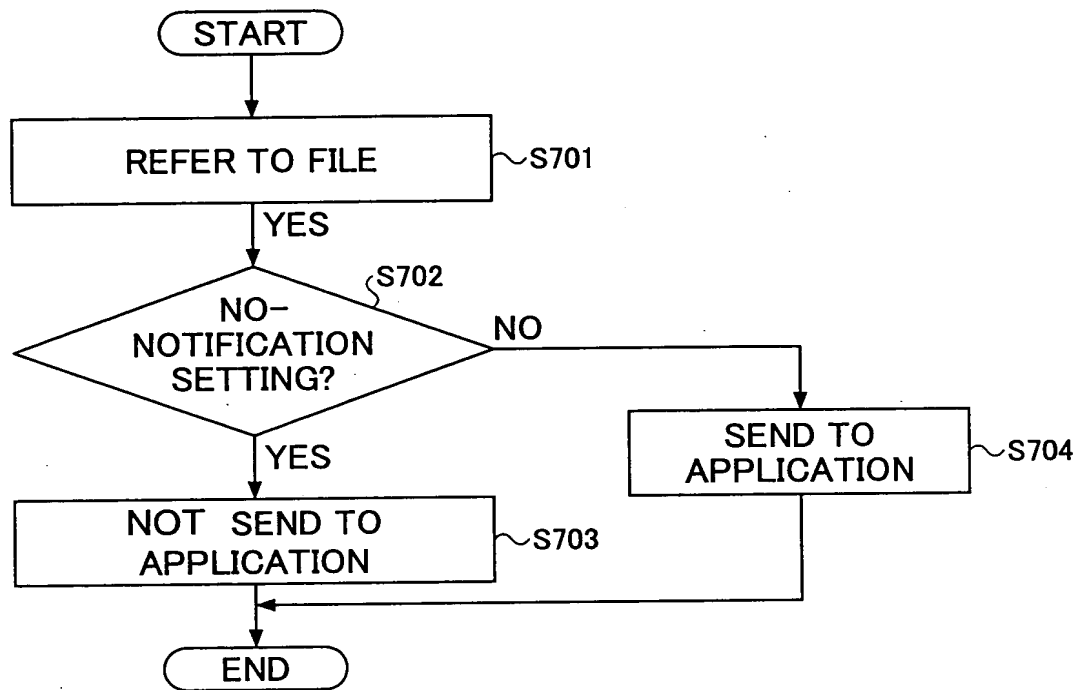 START
REFER TO FILE
S701
YES
S702
NO-
NOTIFICATION
SETTING?
NO
YES
SEND TO
APPLICATION
S704
NOT SEND TO
APPLICATION
S703
END